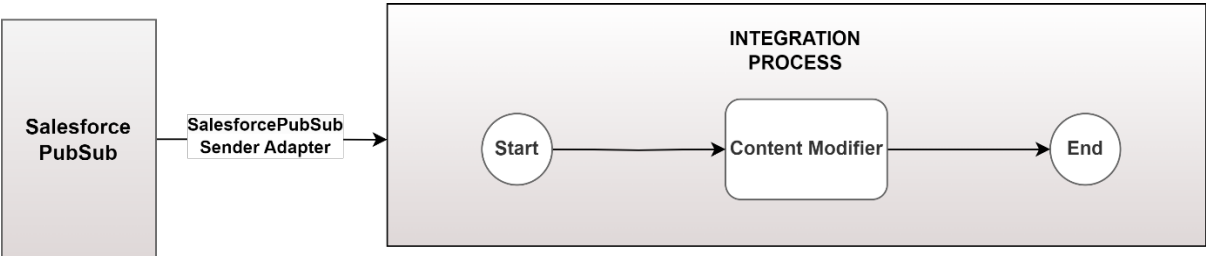 Salesforce
PubSub
SalesforcePubSub
Sender Adapter
INTEGRATION
PROCESS
Start
Content Modifier
End